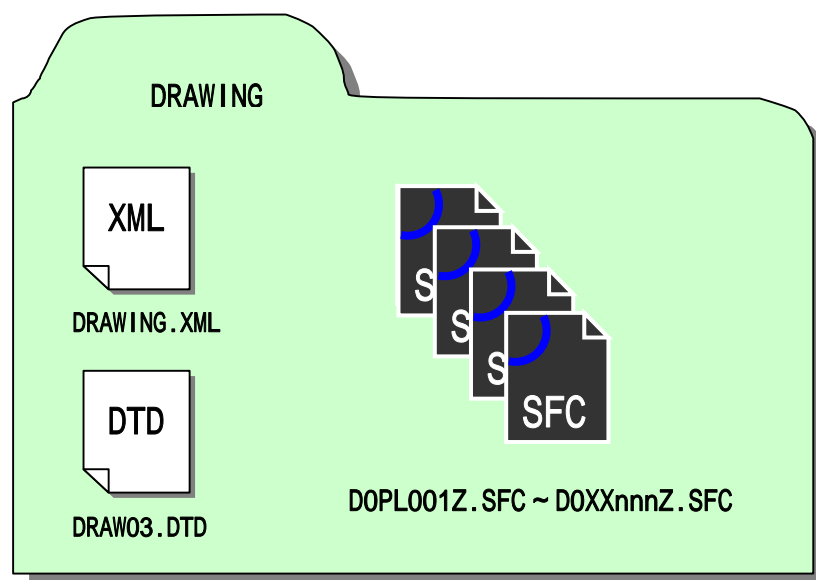 DRAWING
XML
DRAWING.XML
DTD
DRAW03.DTD
S
S
S
SFC
D0PL001Z.SFC～D0XXnnnZ.SFC